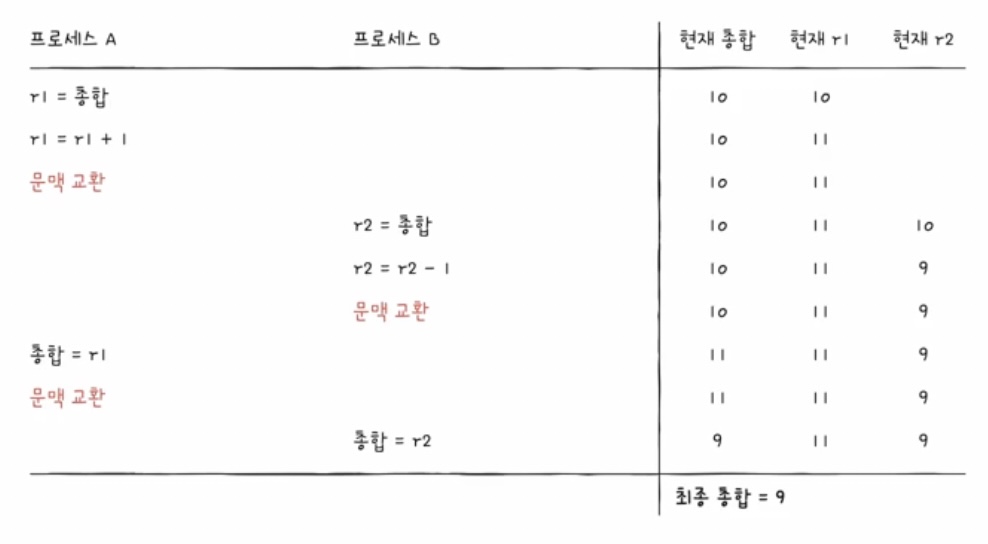 프로세스 A 프로세스 B 현재 총합 현재 r1 현재 r2
r1 = 총합 10 10
r1 = r1 + 1 10 11
문맥 교환 10 11
r2 = 총합 10 11 10
r2 = r2 - 1 10 11 9
문맥 교환 10 11 9
총합 = r1 11 11 9
문맥 교환 11 11 9
총합 = r2 9 11 9
최종 총합 = 9